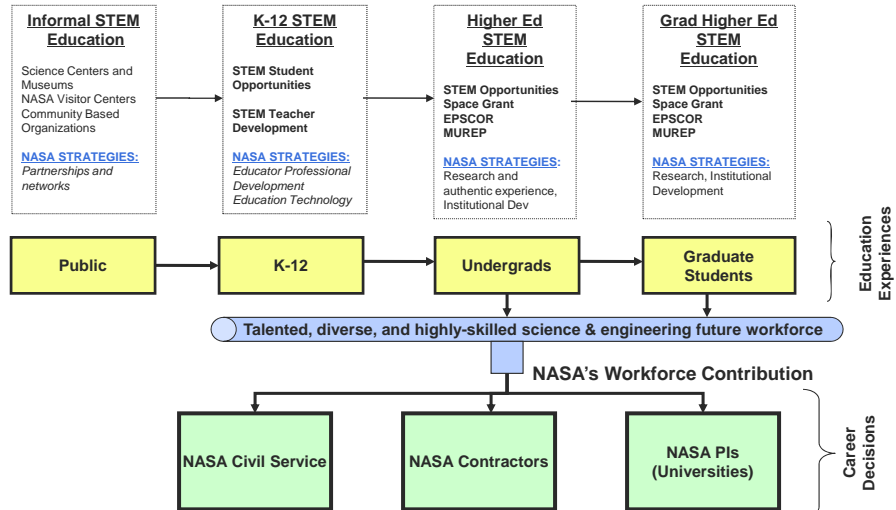 Informal STEM
Education
Science Centers and
Museums
NASA Visitor Centers
Community Based
Organizations
NASA STRATEGIES:
Partnerships and
networks
K-12 STEM
Education
STEM Student
Opportunities
STEM Teacher
Development
NASA STRATEGIES:
Educator Professional
Development
Education Technology
Higher Ed
STEM
Education
STEM Opportunities
Space Grant
EPSCOR
MUREP
NASA STRATEGIES:
Research and
authentic experience,
Institutional Dev
Grad Higher Ed
STEM
Education
STEM Opportunities
Space Grant
EPSCOR
MUREP
NASA STRATEGIES:
Research, Institutional
Development
Public
K-12
Undergrads
Graduate
Students
Education
Experiences
Talented, diverse, and highly-skilled science & engineering future workforce
NASA's Workforce Contribution
NASA Civil Service
NASA Contractors
NASA PIs
(Universities)
Career
Decisions